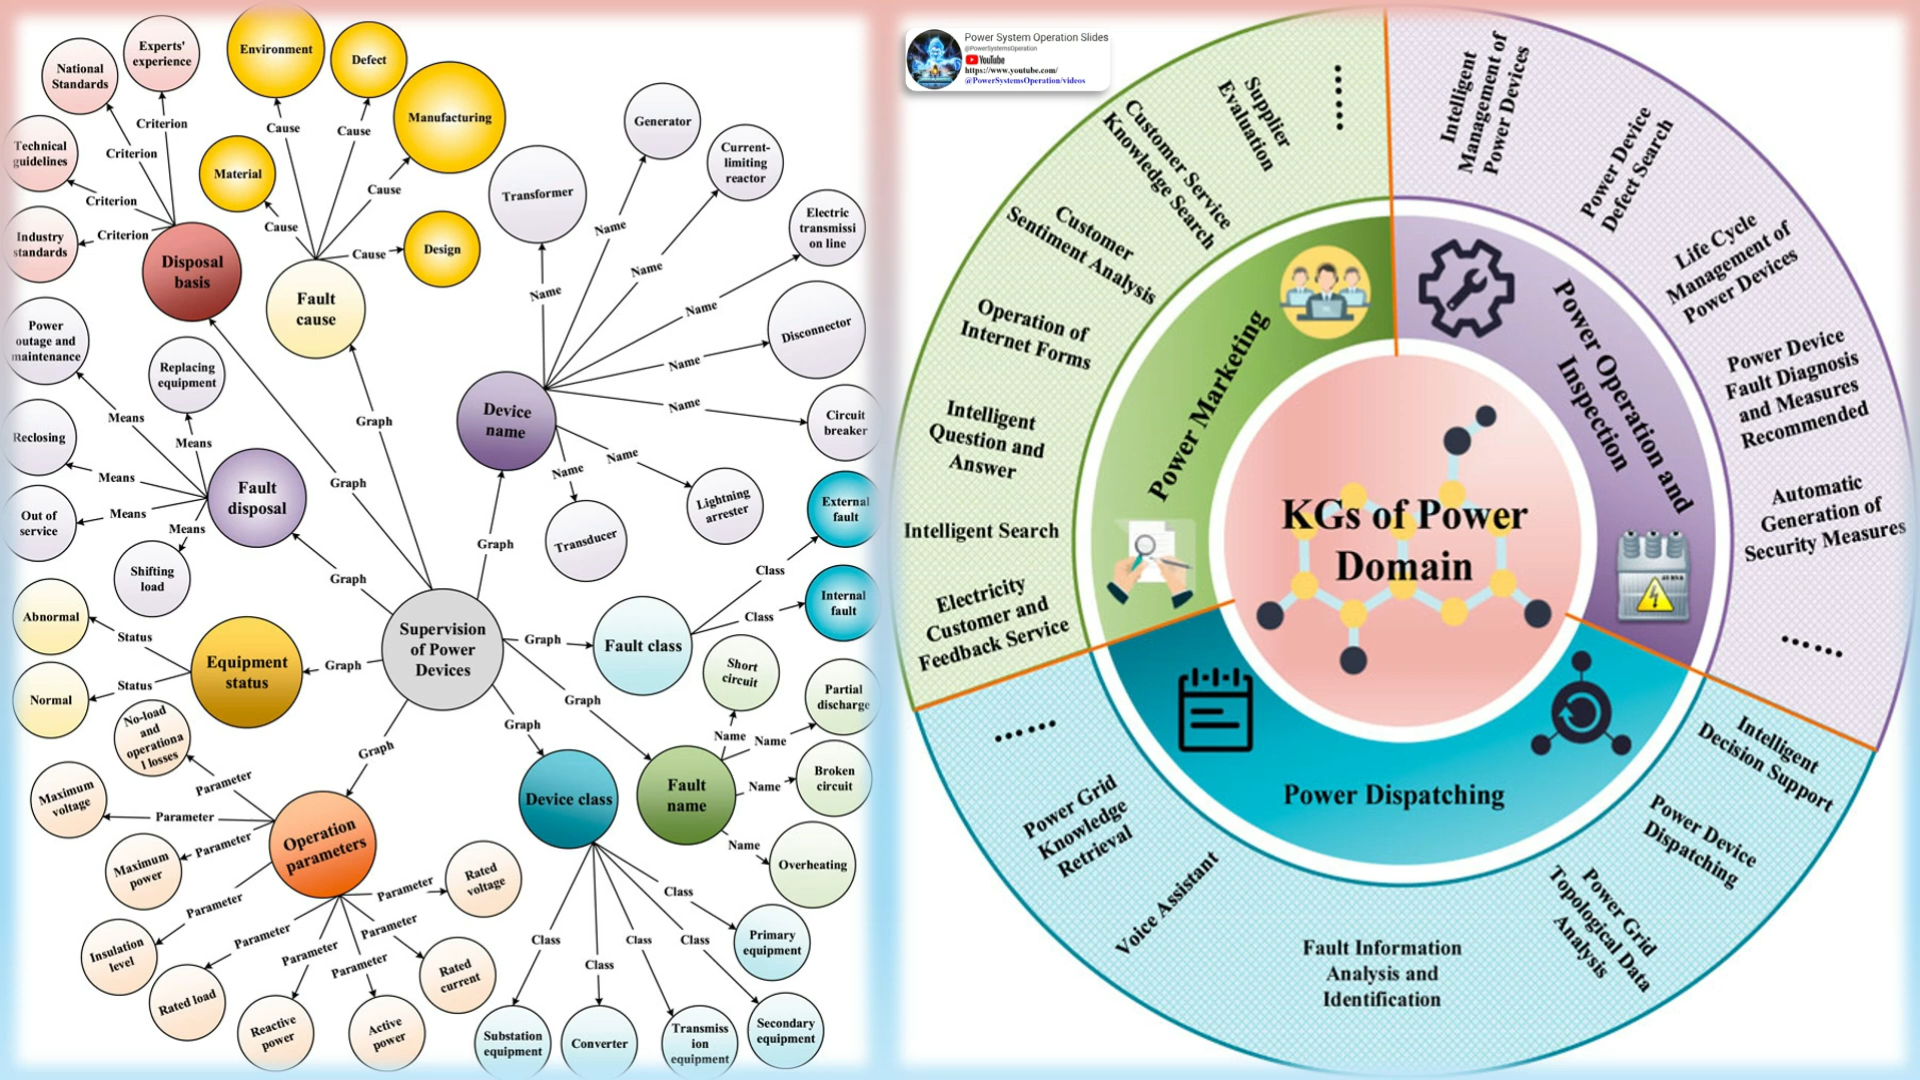 Experts'
experience
National
Standards
Technical
guidelines
Industry
standards
Criterion
Criterion
Criterion
Criterion
Disposal
basis
Environment
Defect
Manufacturing
Material
Design
Cause
Cause
Cause
Cause
Cause
Fault
cause
Generator
Current-
limiting
reactor
Transformer
Electric
transmissi
on line
Disconnector
Circuit
breaker
Lightning
arrester
Transducer
Name
Name
Name
Name
Name
Name
Name
Name
Device
name
Power
outage and
maintenance
Replacing
equipment
Reclosing
Out of
service
Shifting
load
Means
Means
Means
Means
Means
Fault
disposal
Graph
Graph
Graph
Graph
Graph
Graph
Graph
Graph
Graph
Supervision
of Power
Devices
External
fault
Internal
fault
Class
Class
Fault class
Abnormal
Normal
Status
Status
Equipment
status
Short
circuit
Partial
discharge
Broken
circuit
Overheating
Name
Name
Name
Name
Fault
name
No-load
and
operationa
l losses
Maximum
voltage
Maximum
power
Insulation
level
Rated load
Reactive
power
Active
power
Rated
current
Rated
voltage
Parameter
Parameter
Parameter
Parameter
Parameter
Parameter
Parameter
Parameter
Parameter
Operation
parameters
Device class
Class
Class
Class
Class
Class
Primary
equipment
Secondary
equipment
Transmiss
ion
equipment
Converter
Substation
equipment
Power System Operation Slides
@PowerSystemsOperation
YouTube
https://www.youtube.com/
@PowerSystemsOperation/videos
KGs of Power
Domain
Power Marketing
Supplier
Evaluation
Customer Service
Knowledge Search
Customer
Sentiment Analysis
Operation of
Internet Forms
Intelligent
Question and
Answer
Intelligent Search
Electricity
Customer and
Feedback Service
Power Operation and
Inspection
Intelligent
Management of
Power Devices
Power Device
Defect Search
Life Cycle
Management of
Power Devices
Power Device
Fault Diagnosis
and Measures
Recommended
Automatic
Generation of
Security Measures
Power Dispatching
Intelligent
Decision Support
Power Device
Dispatching
Power Grid
Topological Data
Analysis
Fault Information
Analysis and
Identification
Voice Assistant
Power Grid
Knowledge
Retrieval